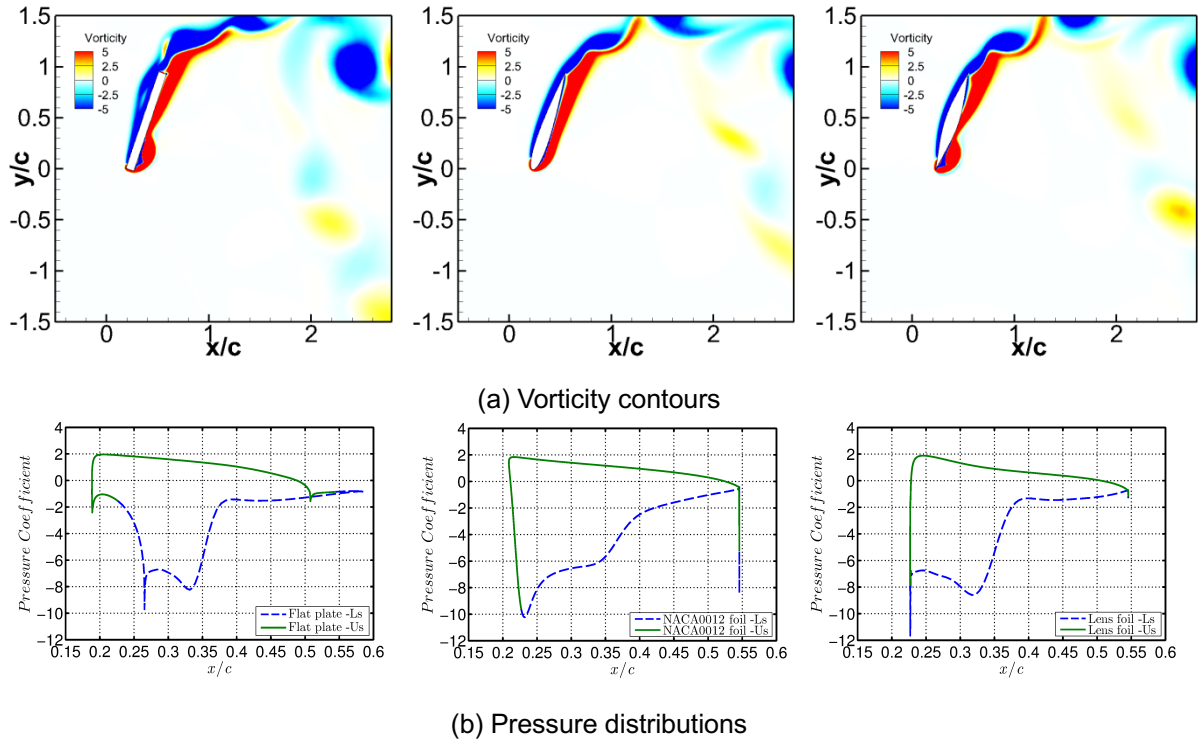 1.5
1
0.5
0
-0.5
-1
-1.5
y/c
0 1 2
x/c
Vorticity
5
2.5
0
-2.5
-5
1.5
1
0.5
0
-0.5
-1
-1.5
y/c
0 1 2
x/c
Vorticity
5
2.5
0
-2.5
-5
1.5
1
0.5
0
-0.5
-1
-1.5
y/c
0 1 2
x/c
Vorticity
5
2.5
0
-2.5
-5
(a) Vorticity contours
4
2
0
−2
−4
−6
−8
−10
−12
Pressure Coefficient
0.15 0.2 0.25 0.3 0.35 0.4 0.45 0.5 0.55 0.6
x/c
Flat plate -Ls
Flat plate -Us
4
2
0
−2
−4
−6
−8
−10
−12
Pressure Coefficient
0.15 0.2 0.25 0.3 0.35 0.4 0.45 0.5 0.55 0.6
x/c
NACA0012 foil -Ls
NACA0012 foil -Us
4
2
0
−2
−4
−6
−8
−10
−12
Pressure Coefficient
0.15 0.2 0.25 0.3 0.35 0.4 0.45 0.5 0.55 0.6
x/c
Lens foil -Ls
Lens foil -Us
(b) Pressure distributions